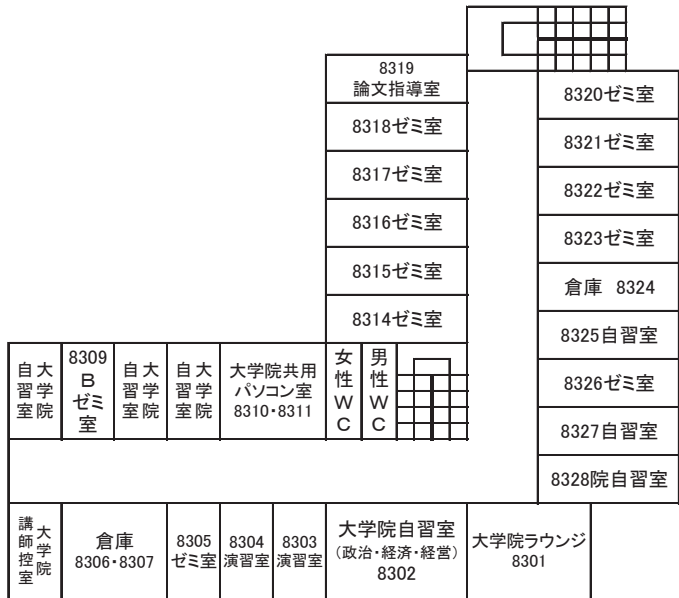 8319
論文指導室
8318ゼミ室
8317ゼミ室
8316ゼミ室
8315ゼミ室
8314ゼミ室
8320ゼミ室
8321ゼミ室
8322ゼミ室
8323ゼミ室
倉庫 8324
8325自習室
8326ゼミ室
8327自習室
8328院自習室
大学院
自習室
8309
B
ゼミ
室
大学院
自習室
大学院
自習室
大学院共用
パソコン室
8310・8311
女性WC
男性WC
大学院
講師控室
倉庫
8306・8307
8305
ゼミ室
8304
演習室
8303
演習室
大学院自習室
(政治・経済・経営)
8302
大学院ラウンジ
8301